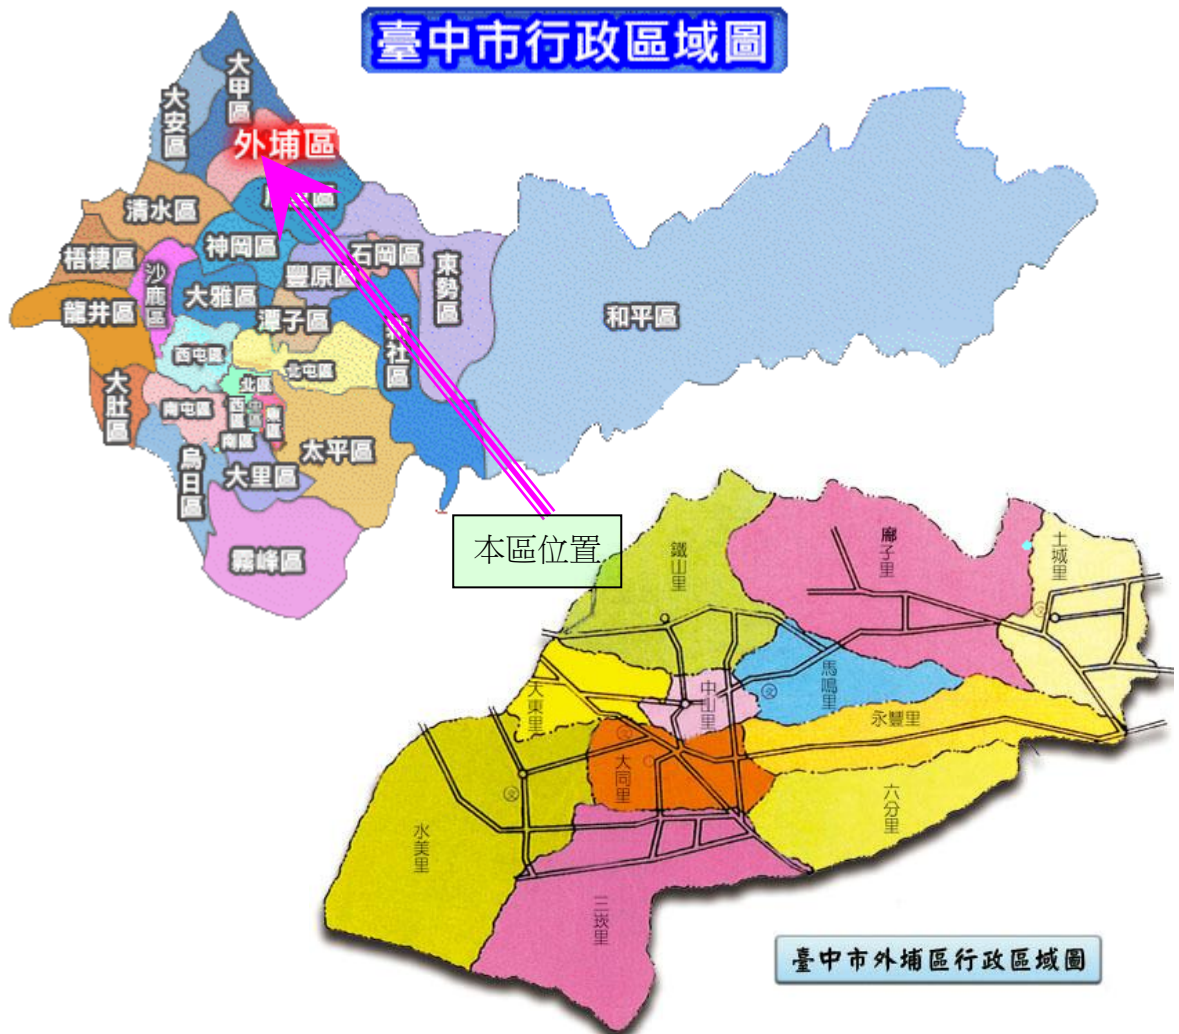 臺中市行政區域圖
大甲區
大安區
外埔區
清水區
神岡區
石岡區
東勢區
梧棲區
沙鹿區
大雅區
豐原區
和平區
龍井區
潭子區
新社區
西屯區
北屯區
北區
大肚區
南屯區
西區
南區
太平區
烏日區
大里區
霧峰區
本區位置
鐵山里
廍子里
土城里
大東里
中山里
馬鳴里
永豐里
大同里
六分里
水美里
三崁里
文
文
文
臺中市外埔區行政區域圖